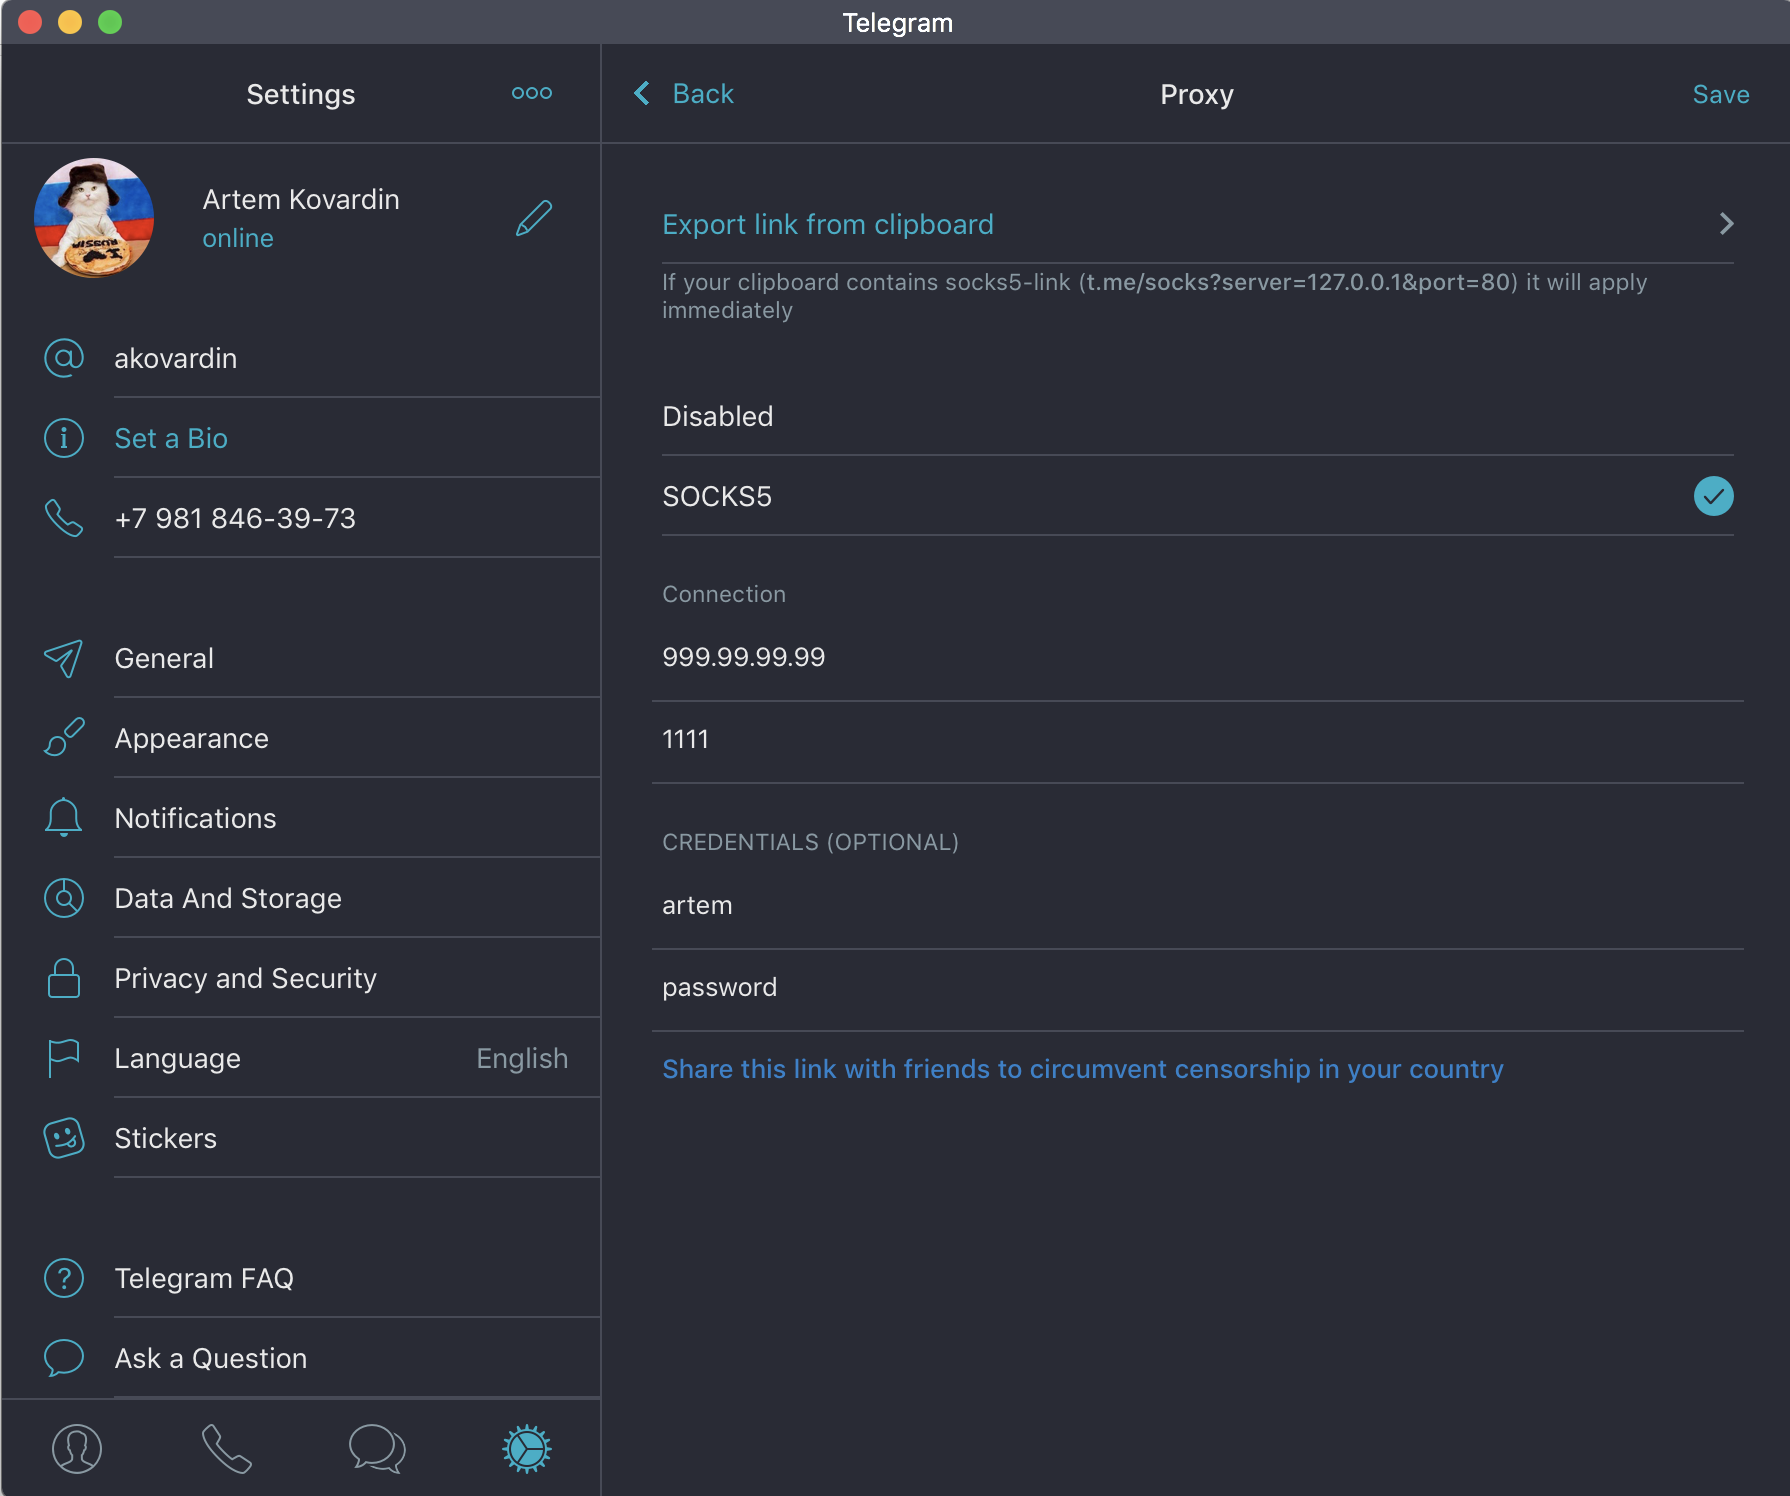 Telegram
Settings
Back
Proxy
Save
Artem Kovardin
online
akovardin
Set a Bio
+7 981 846-39-73
General
Appearance
Notifications
Data And Storage
Privacy and Security
Language
English
Stickers
Telegram FAQ
Ask a Question
Export link from clipboard
If your clipboard contains socks5-link (t.me/socks?server=127.0.0.1&port=80) it will apply
immediately
Disabled
SOCKS5
Connection
999.99.99.99
1111
CREDENTIALS (OPTIONAL)
artem
password
Share this link with friends to circumvent censorship in your country